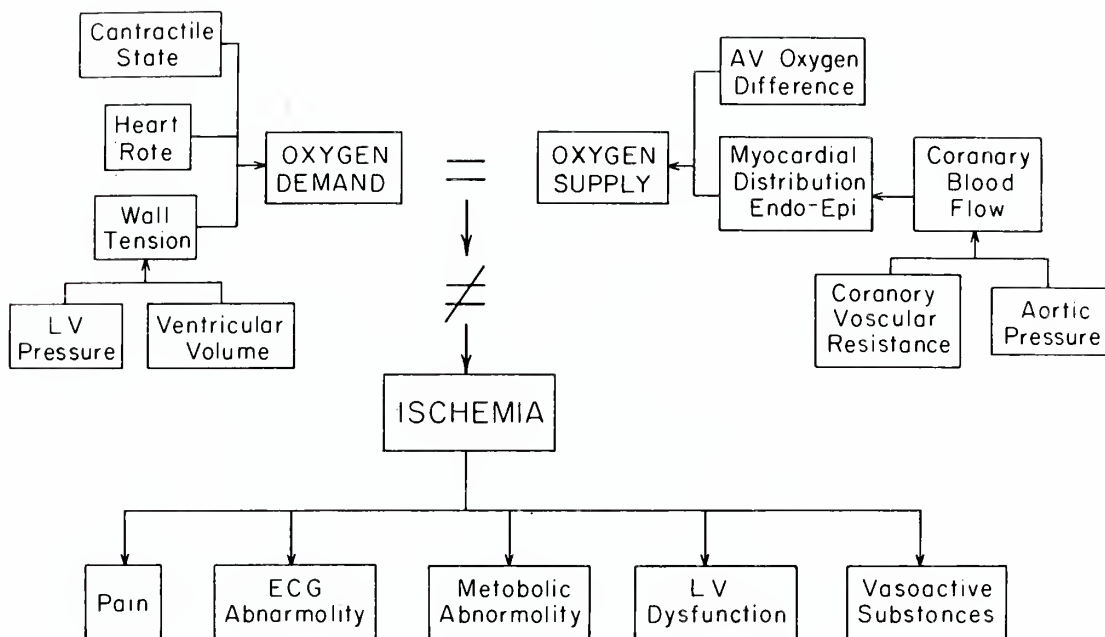 Cantractile
State
Heart
Rote
Wall
Tension
LV
Pressure
Ventricular
Volume
OXYGEN
DEMAND
=
OXYGEN
SUPPLY
AV Oxygen
Difference
Myocardial
Distribution
Endo-Epi
Coranary
Blood
Flow
Coranory
Voscular
Resistance
Aortic
Pressure
≠
ISCHEMIA
Pain
ECG
Abnarmolity
Metobolic
Abnormolity
LV
Dysfunction
Vasoactive
Substonces